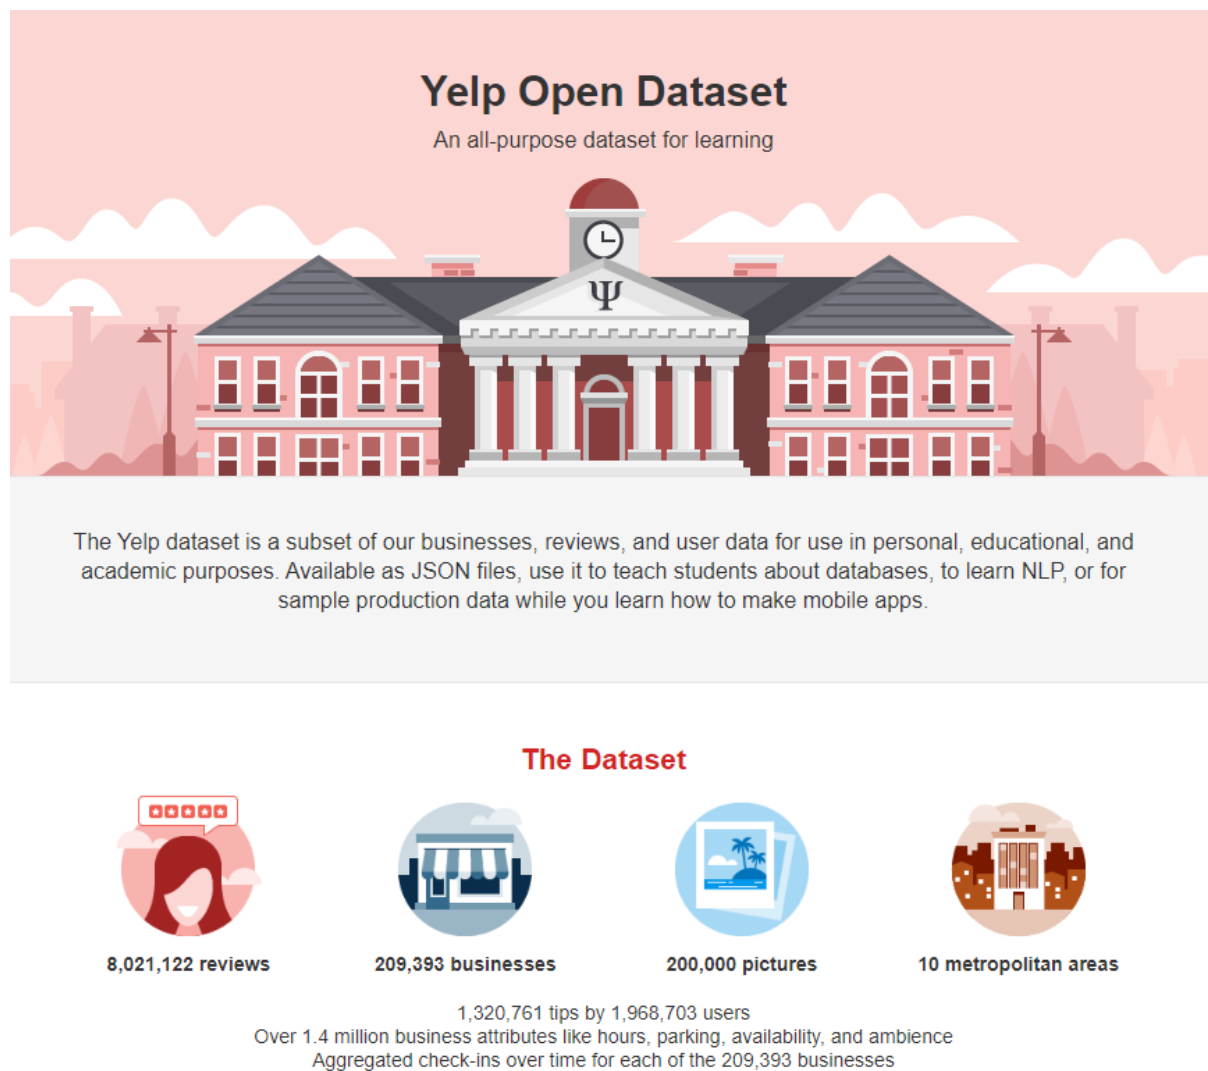 Yelp Open Dataset
An all-purpose dataset for learning
Ψ
The Yelp dataset is a subset of our businesses, reviews, and user data for use in personal, educational, and
academic purposes. Available as JSON files, use it to teach students about databases, to learn NLP, or for
sample production data while you learn how to make mobile apps.
The Dataset
8,021,122 reviews
209,393 businesses
200,000 pictures
10 metropolitan areas
1,320,761 tips by 1,968,703 users
Over 1.4 million business attributes like hours, parking, availability, and ambience
Aggregated check-ins over time for each of the 209,393 businesses